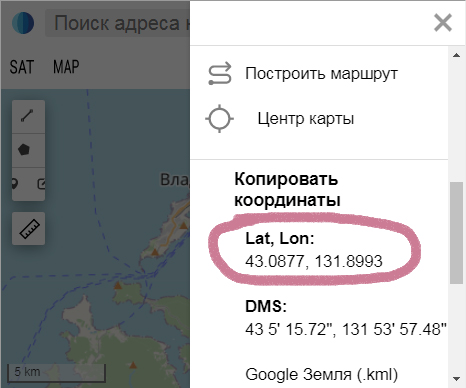 Поиск адреса к
SAT MAP
Построить маршрут
Центр карты
Вла
Копировать
координаты
Lat, Lon:
43.0877, 131.8993
DMS:
43 5' 15.72", 131 53' 57.48"
5 km
Google Земля (.kml)